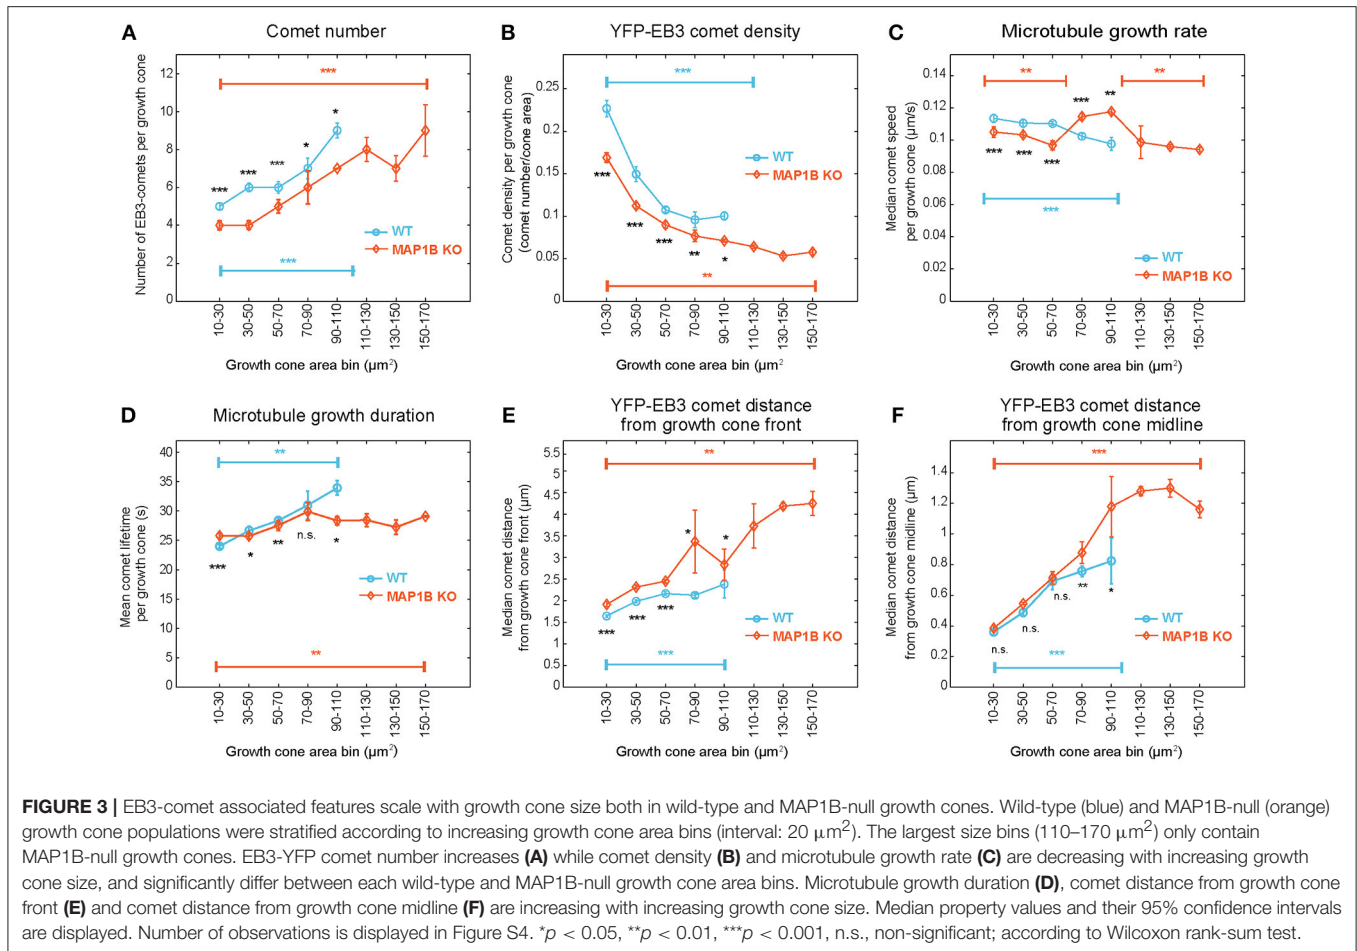 A
Comet number
Number of EB3-comets per growth cone
12
10
8
6
4
2
0
***
***
***
***
*
*
WT
MAP1B KO
***
10-30
30-50
50-70
70-90
90-110
110-130
130-150
150-170
Growth cone area bin (µm²)
B
YFP-EB3 comet density
Comet density per growth cone
(comet number/cone area)
0.25
0.2
0.15
0.1
0.05
0
***
WT
MAP1B KO
***
***
***
**
*
**
10-30
30-50
50-70
70-90
90-110
110-130
130-150
150-170
Growth cone area bin (µm²
C
Microtubule growth rate
Median comet speed
per growth cone (µm/s)
0.14
0.12
0.1
0.08
0.06
0.04
0.02
0
**
**
***
**
***
***
***
***
WT
MAP1B KO
10-30
30-50
50-70
70-90
90-110
110-130
130-150
150-170
Growth cone area bin (µm²)
D
Microtubule growth duration
Mean comet lifetime
per growth cone (s)
40
35
30
25
20
15
10
5
0
**
***
*
**
n.s.
*
WT
MAP1B KO
**
10-30
30-50
50-70
70-90
90-110
110-130
130-150
150-170
Growth cone area bin (µm²)
E
YFP-EB3 comet distance
from growth cone front
Median comet distance
from growth cone front (µm)
5.5
5
4.5
4
3.5
3
2.5
2
1.5
1
0.5
0
**
*
*
***
***
***
WT
MAP1B KO
***
10-30
30-50
50-70
70-90
90-110
110-130
130-150
150-170
Growth cone area bin (µm²)
F
YFP-EB3 comet distance
from growth cone midline
Median comet distance
from growth cone midline (µm)
1.4
1.2
1
0.8
0.6
0.4
0.2
0
***
n.s.
n.s.
n.s.
**
*
WT
MAP1B KO
***
10-30
30-50
50-70
70-90
90-110
110-130
130-150
150-170
Growth cone area bin (µm²)
FIGURE 3 | EB3-comet associated features scale with growth cone size both in wild-type and MAP1B-null growth cones. Wild-type (blue) and MAP1B-null (orange)
growth cone populations were stratified according to increasing growth cone area bins (interval: 20 µm²). The largest size bins (110–170 µm²) only contain
MAP1B-null growth cones. EB3-YFP comet number increases (A) while comet density (B) and microtubule growth rate (C) are decreasing with increasing growth
cone size, and significantly differ between each wild-type and MAP1B-null growth cone area bins. Microtubule growth duration (D), comet distance from growth cone
front (E) and comet distance from growth cone midline (F) are increasing with increasing growth cone size. Median property values and their 95% confidence intervals
are displayed. Number of observations is displayed in Figure S4. *p < 0.05, **p < 0.01, ***p < 0.001, n.s., non-significant; according to Wilcoxon rank-sum test.